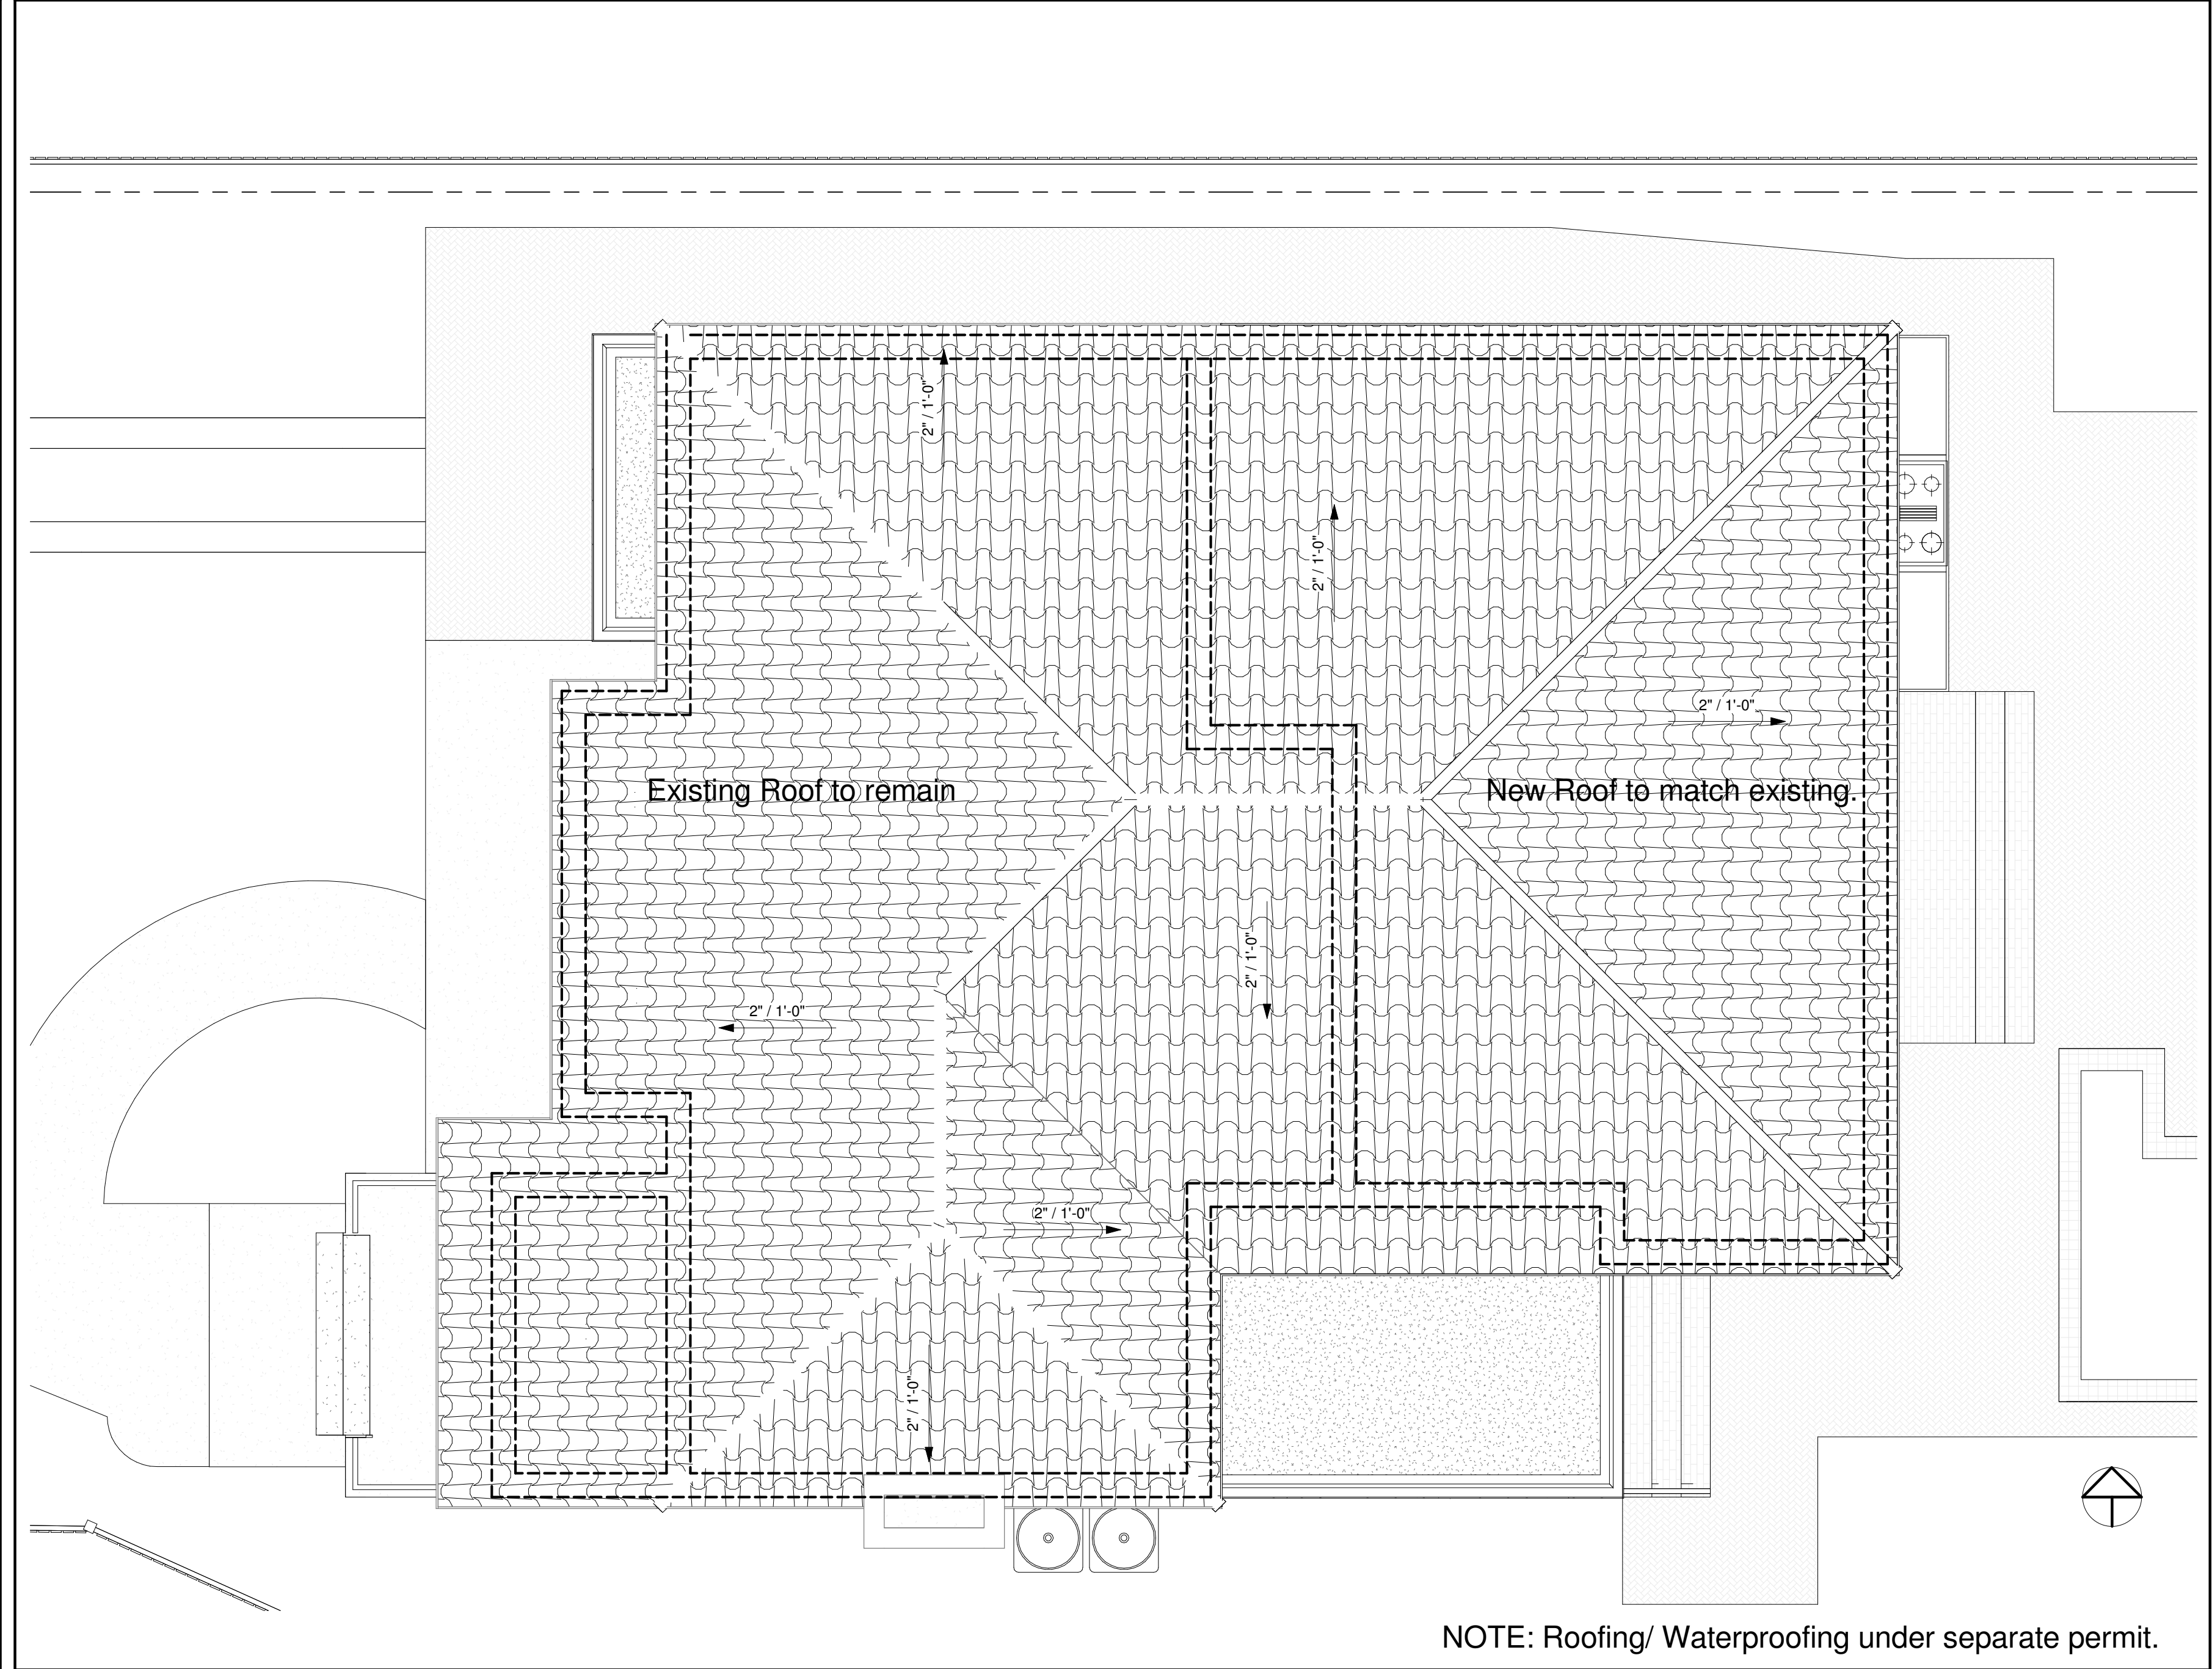 2" / 1'-0"
2" / 1'-0"
2" / 1'-0"
Existing Roof to remain
New Roof to match existing.
2" / 1'-0"
2" / 1'-0"
2" / 1'-0"
2" / 1'-0"
NOTE: Roofing/ Waterproofing under separate permit.